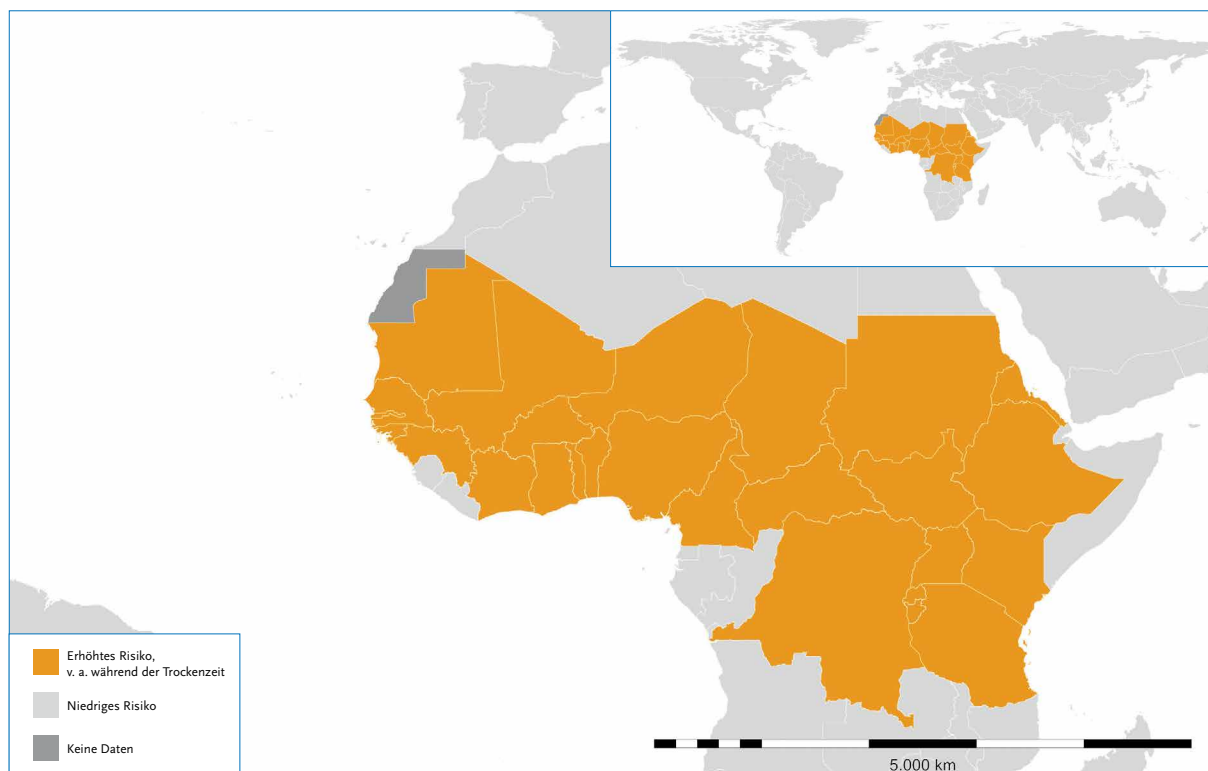 Erhöhtes Risiko,
v. a. während der Trockenzeit
Niedriges Risiko
Keine Daten
5.000 km